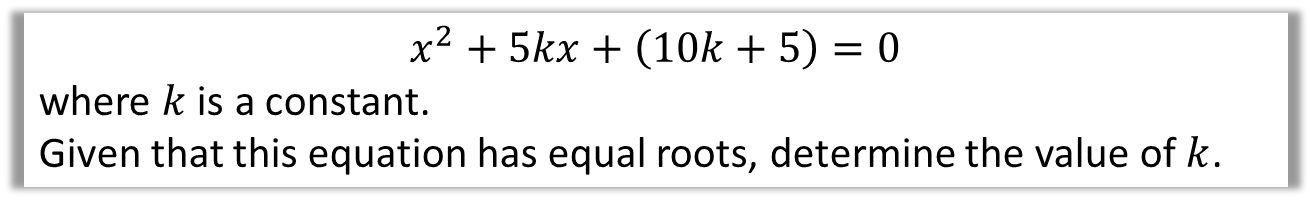 x² + 5kx + (10k + 5) = 0
where k is a constant.
Given that this equation has equal roots, determine the value of k.